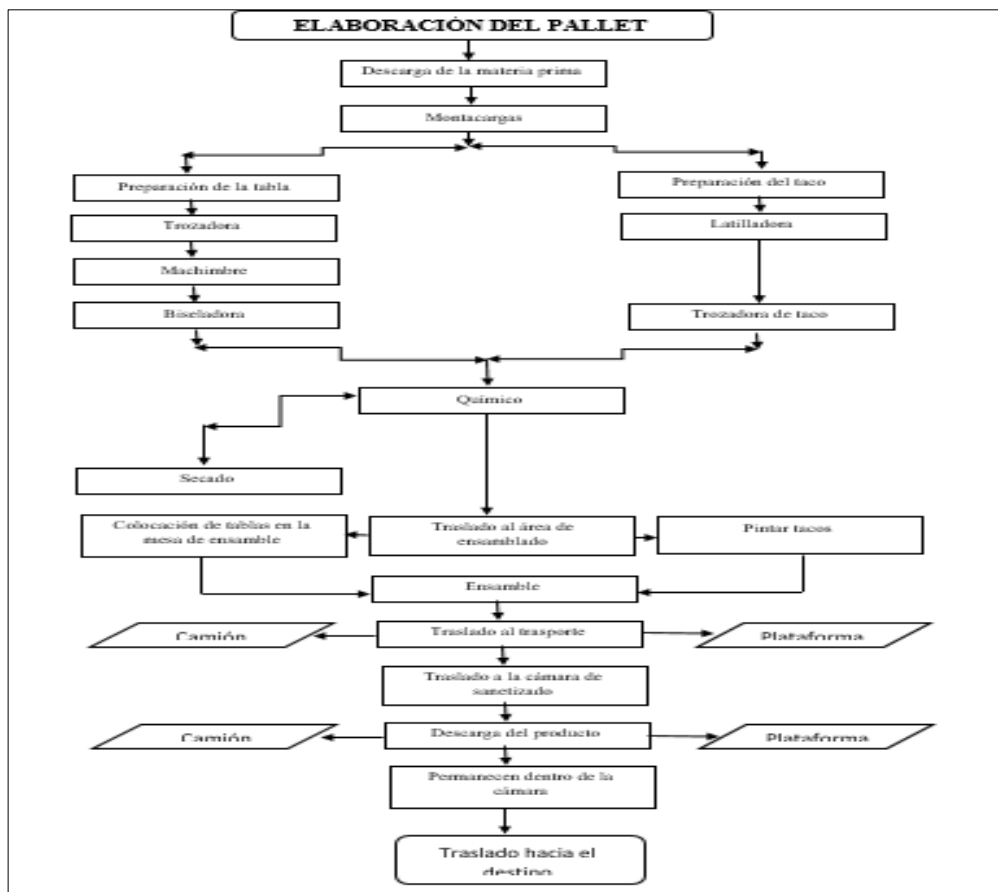 ELABORACIÓN DEL PALLET
Descarga de la materia prima
Montacargas
Preparación de la tabla
Preparación del taco
Trozadora
Latilladora
Machimbre
Biseladora
Trozadora de taco
Químico
Secado
Colocación de tablas en la
mesa de ensamble
Traslado al área de
ensamblado
Pintar tacos
Ensamble
Camión
Traslado al trasporte
Plataforma
Traslado a la cámara de
sanetizado
Camión
Descarga del producto
Plataforma
Permanecen dentro de la
cámara
Traslado hacia el
destino